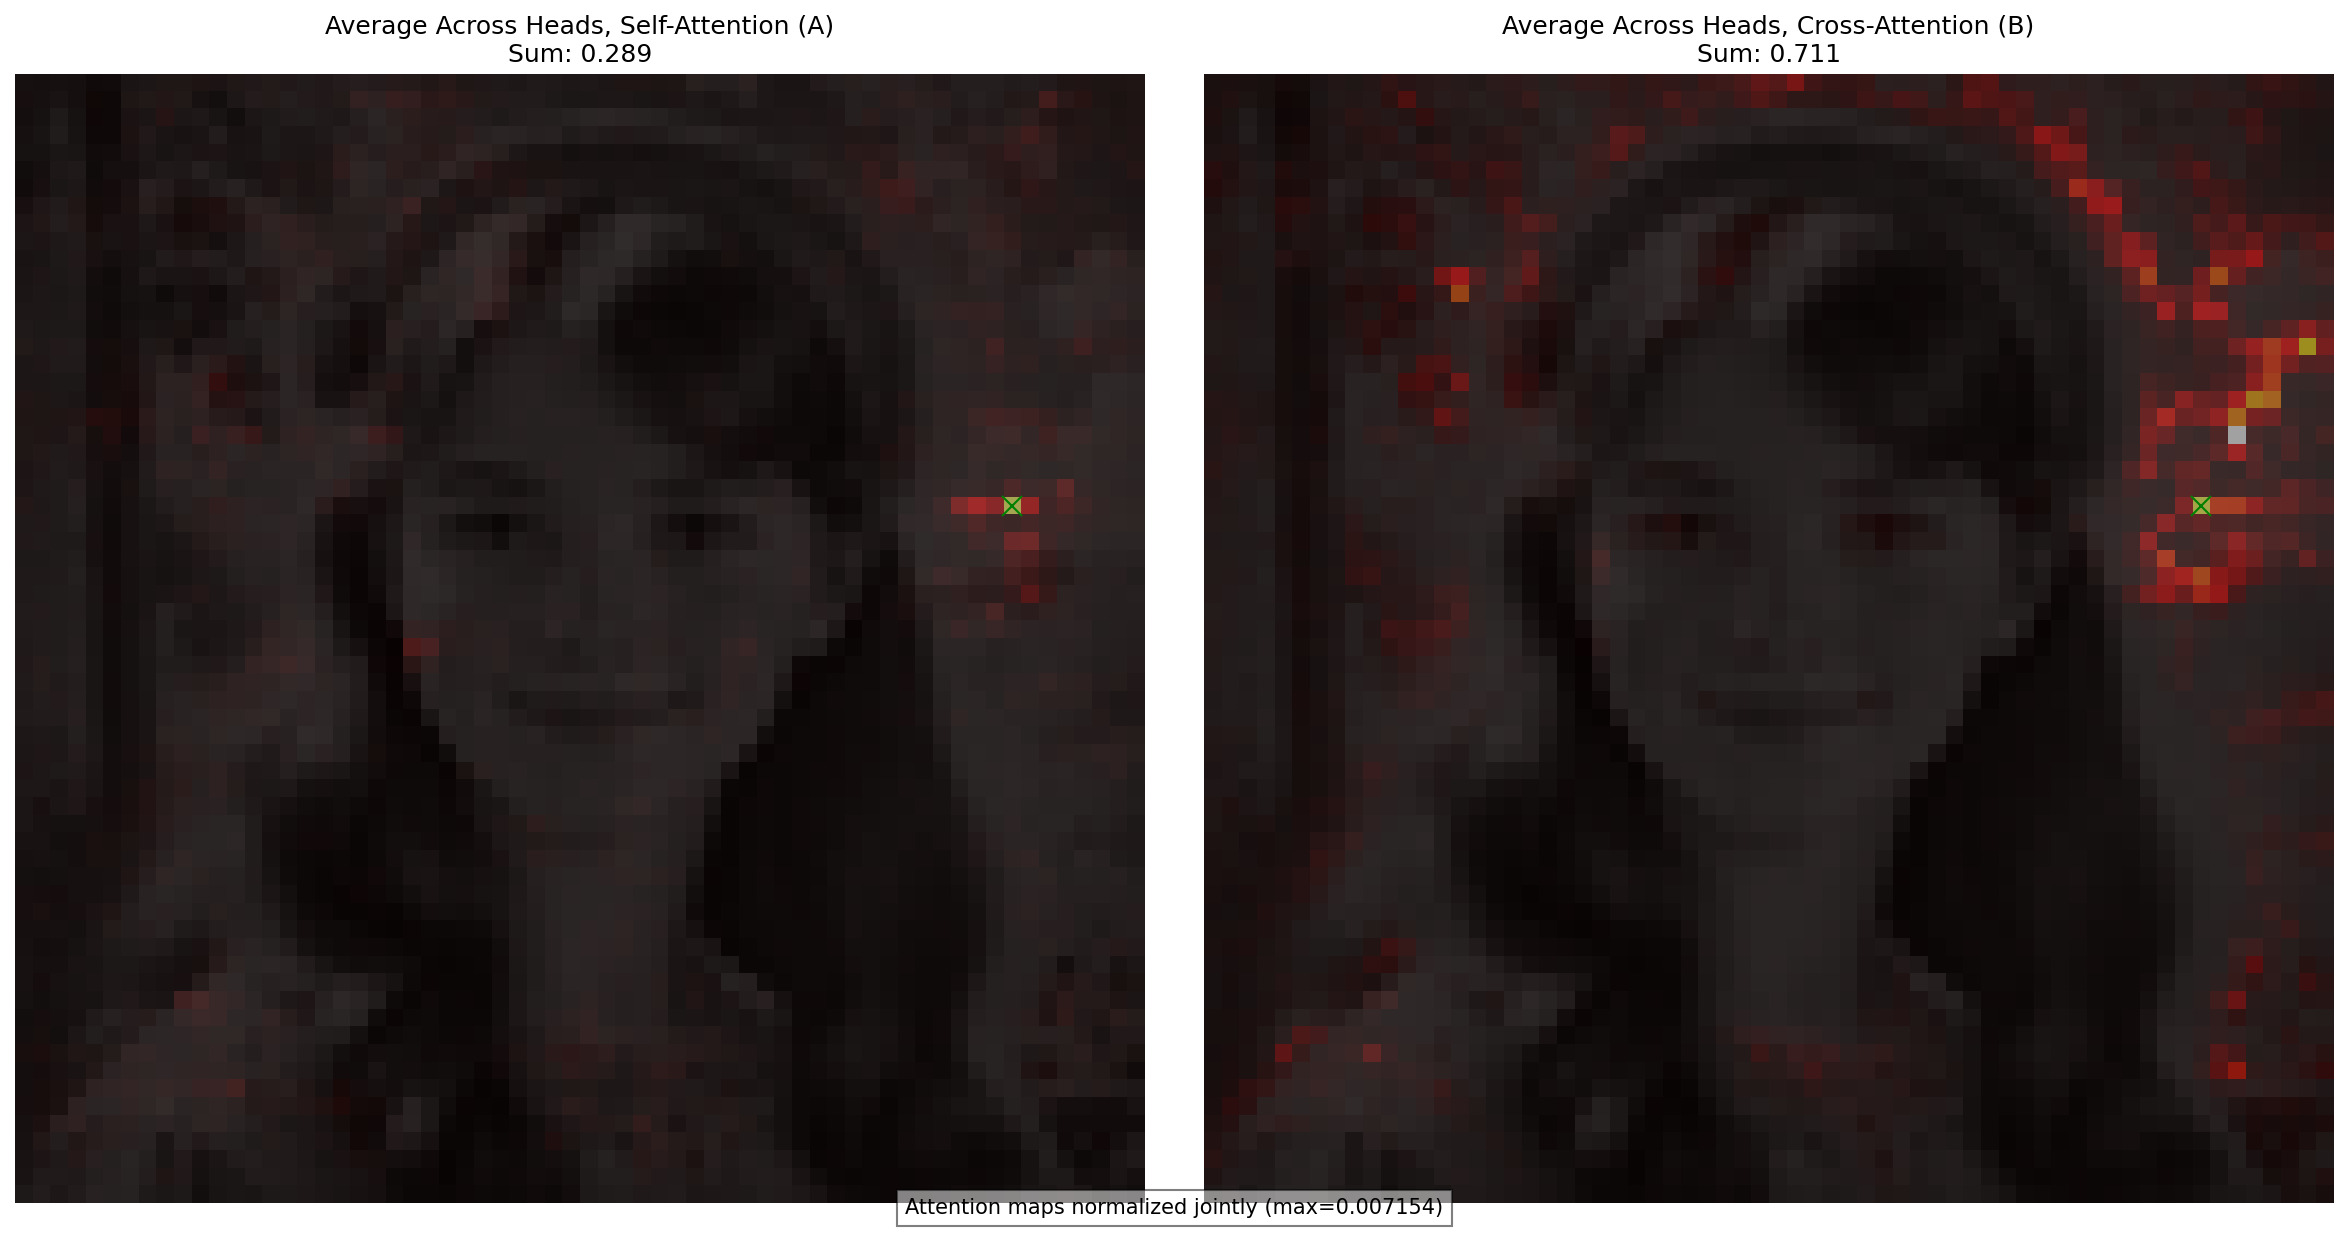 Average Across Heads, Self-Attention (A)
Sum: 0.289
Average Across Heads, Cross-Attention (B)
Sum: 0.711
Attention maps normalized jointly (max=0.007154)